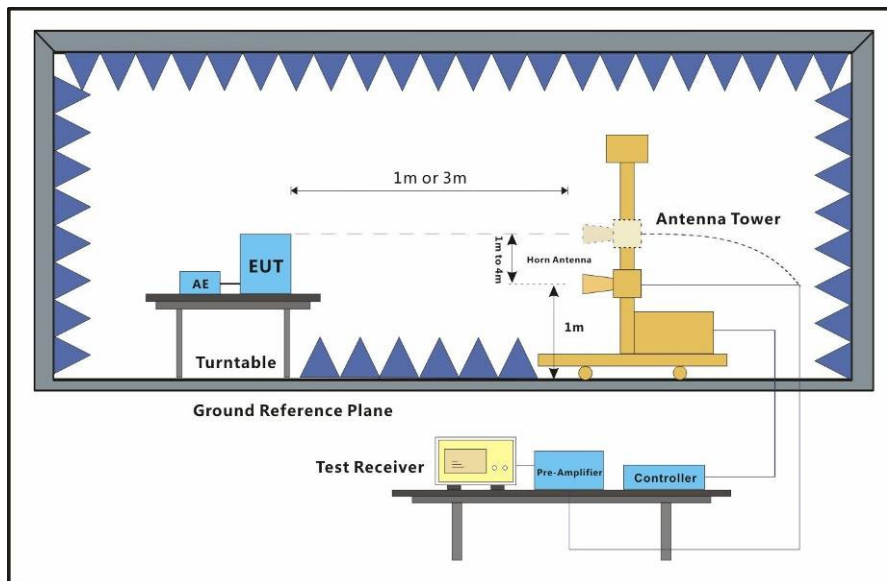 1m or 3m
Antenna Tower
1m to 4m
Horn Antenna
EUT
AE
1m
Turntable
Ground Reference Plane
Test Receiver
Pre-Amplifier
Controller